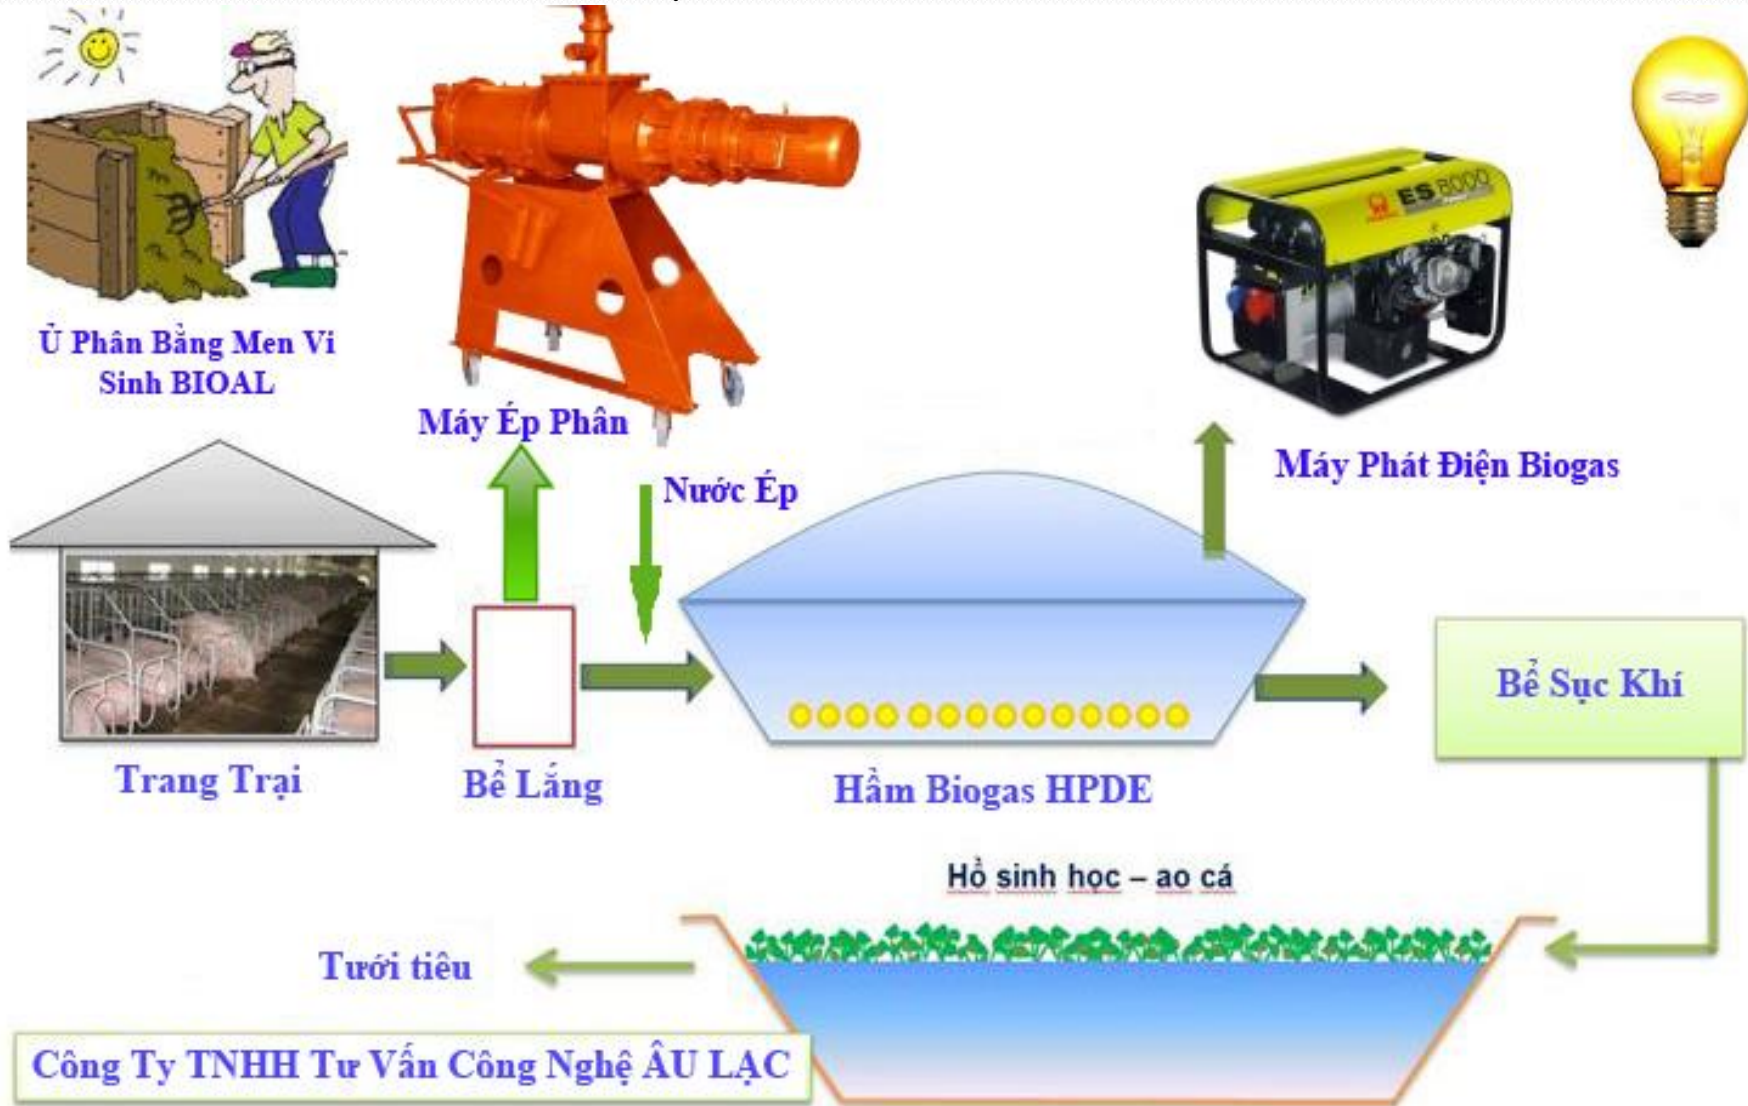 ES 8000
Ủ Phân Bằng Men Vi
Sinh BIOAL
Máy Ép Phân
Nước Ép
Máy Phát Điện Biogas
Bể Sục Khí
Trang Trại
Bể Lắng
Hầm Biogas HPDE
Hồ sinh học – ao cá
Tưới tiêu
Công Ty TNHH Tư Vấn Công Nghệ ÂU LẠC